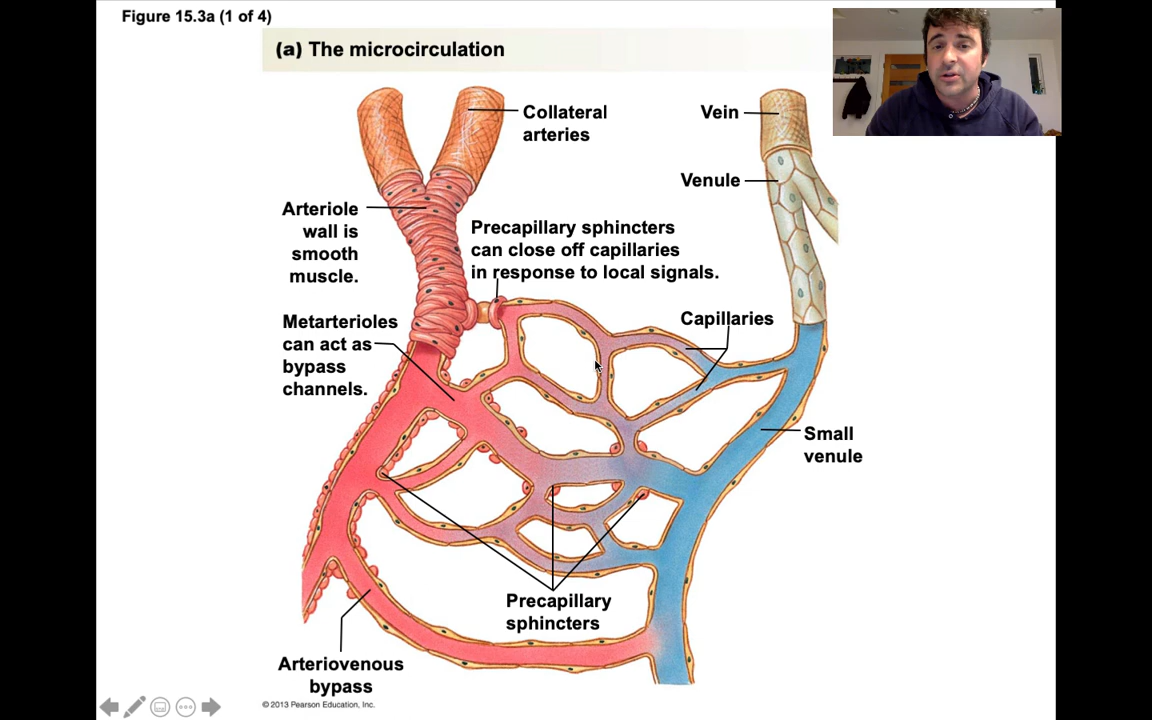 Figure 15.3a (1 of 4)
(a) The microcirculation
Collateral
arteries
Vein
Venule
Arteriole
wall is
smooth
muscle.
Precapillary sphincters
can close off capillaries
in response to local signals.
Metarterioles
can act as
bypass
channels.
Capillaries
Small
venule
Precapillary
sphincters
Arteriovenous
bypass
© 2013 Pearson Education, Inc.